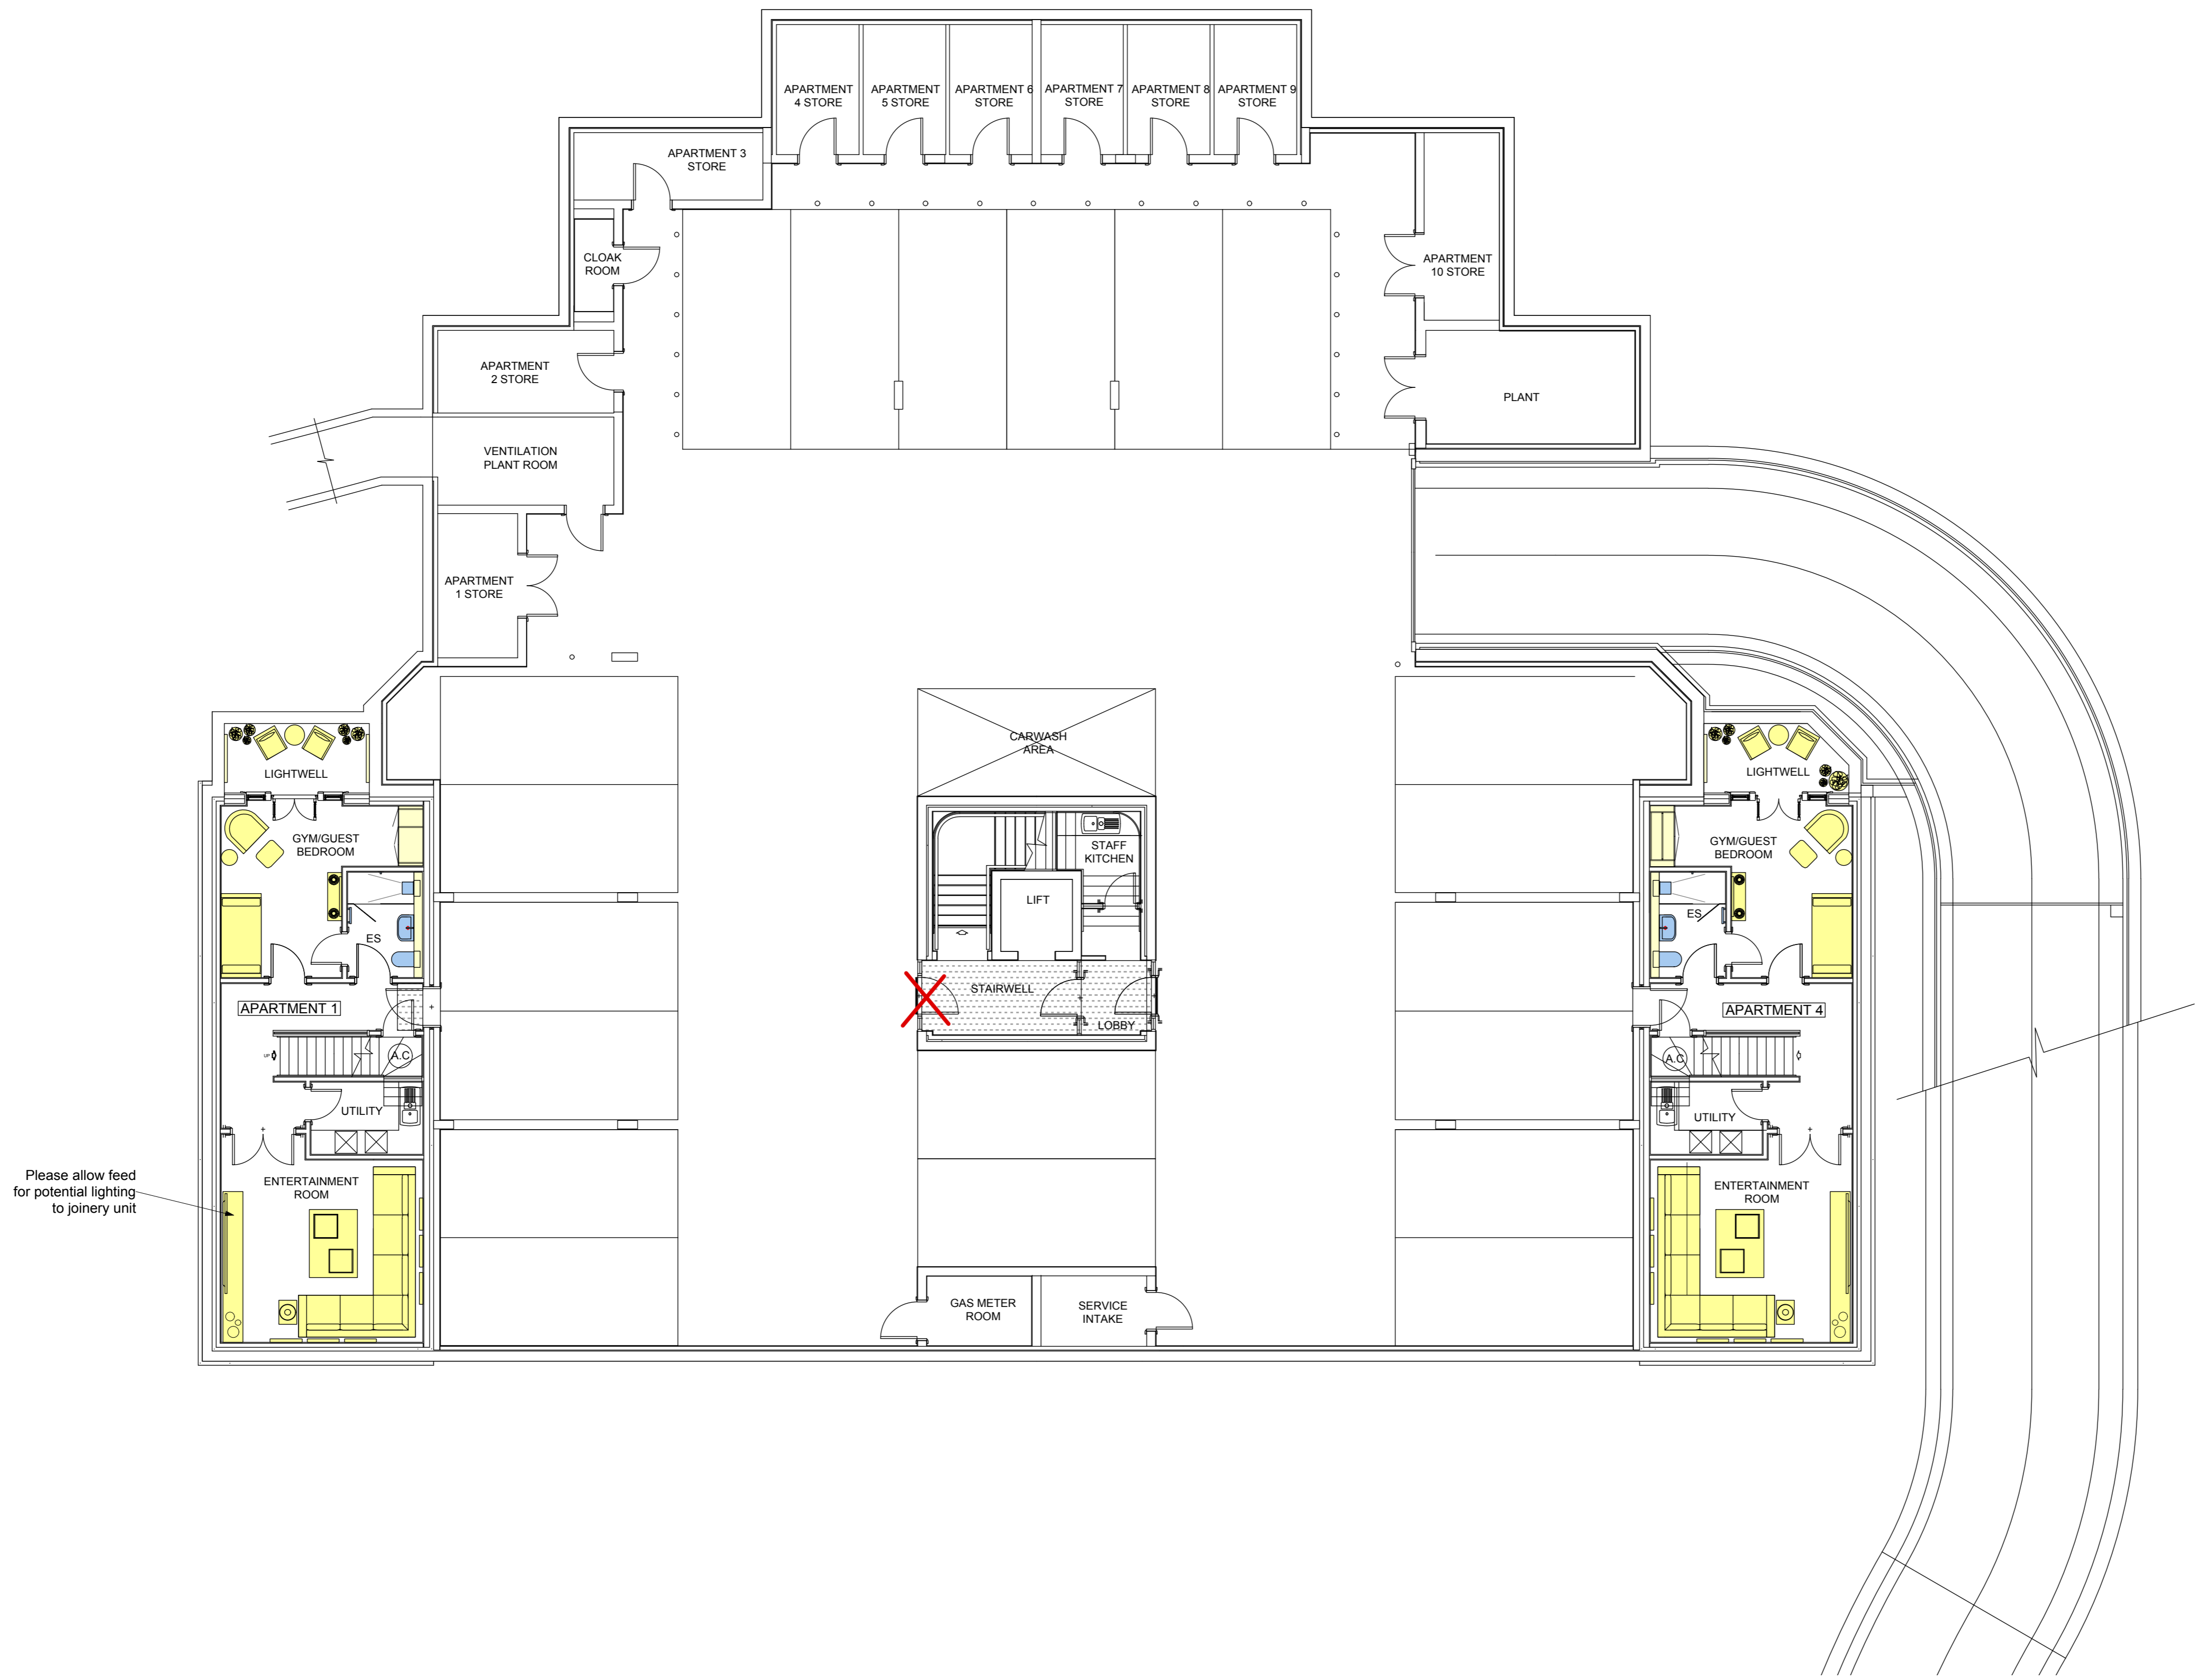 APARTMENT
4 STORE
APARTMENT
5 STORE
APARTMENT 6
STORE
APARTMENT 7
STORE
APARTMENT 8
STORE
APARTMENT 9
STORE
APARTMENT 3
STORE
CLOAK
ROOM
APARTMENT
10 STORE
APARTMENT
2 STORE
PLANT
VENTILATION
PLANT ROOM
APARTMENT
1 STORE
CARWASH
AREA
LIGHTWELL
LIGHTWELL
GYM/GUEST
BEDROOM
STAFF
KITCHEN
GYM/GUEST
BEDROOM
LIFT
ES
ES
STAIRWELL
LOBBY
APARTMENT 1
APARTMENT 4
UP
A.C
A.C
UTILITY
UTILITY
Please allow feed
for potential lighting
to joinery unit
ENTERTAINMENT
ROOM
ENTERTAINMENT
ROOM
GAS METER
ROOM
SERVICE
INTAKE